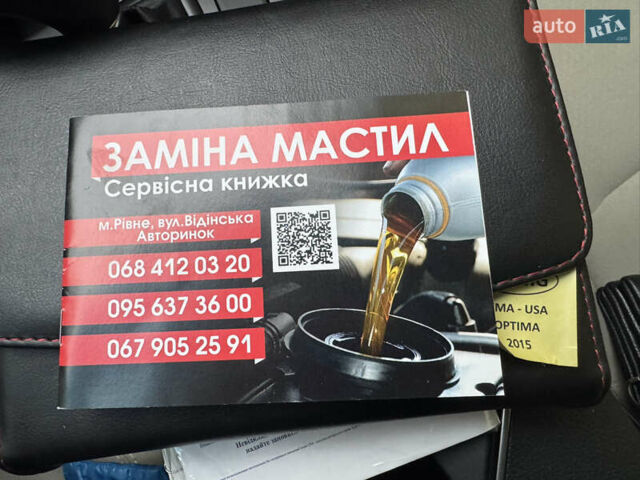 auto RIA .com
ЗАМІНА МАСТИЛ
Сервісна книжка
м.Рівне, вул.Відінська
Авторинок
068 412 03 20
095 637 36 00
067 905 25 91
MA - USA
OPTIMA
2015